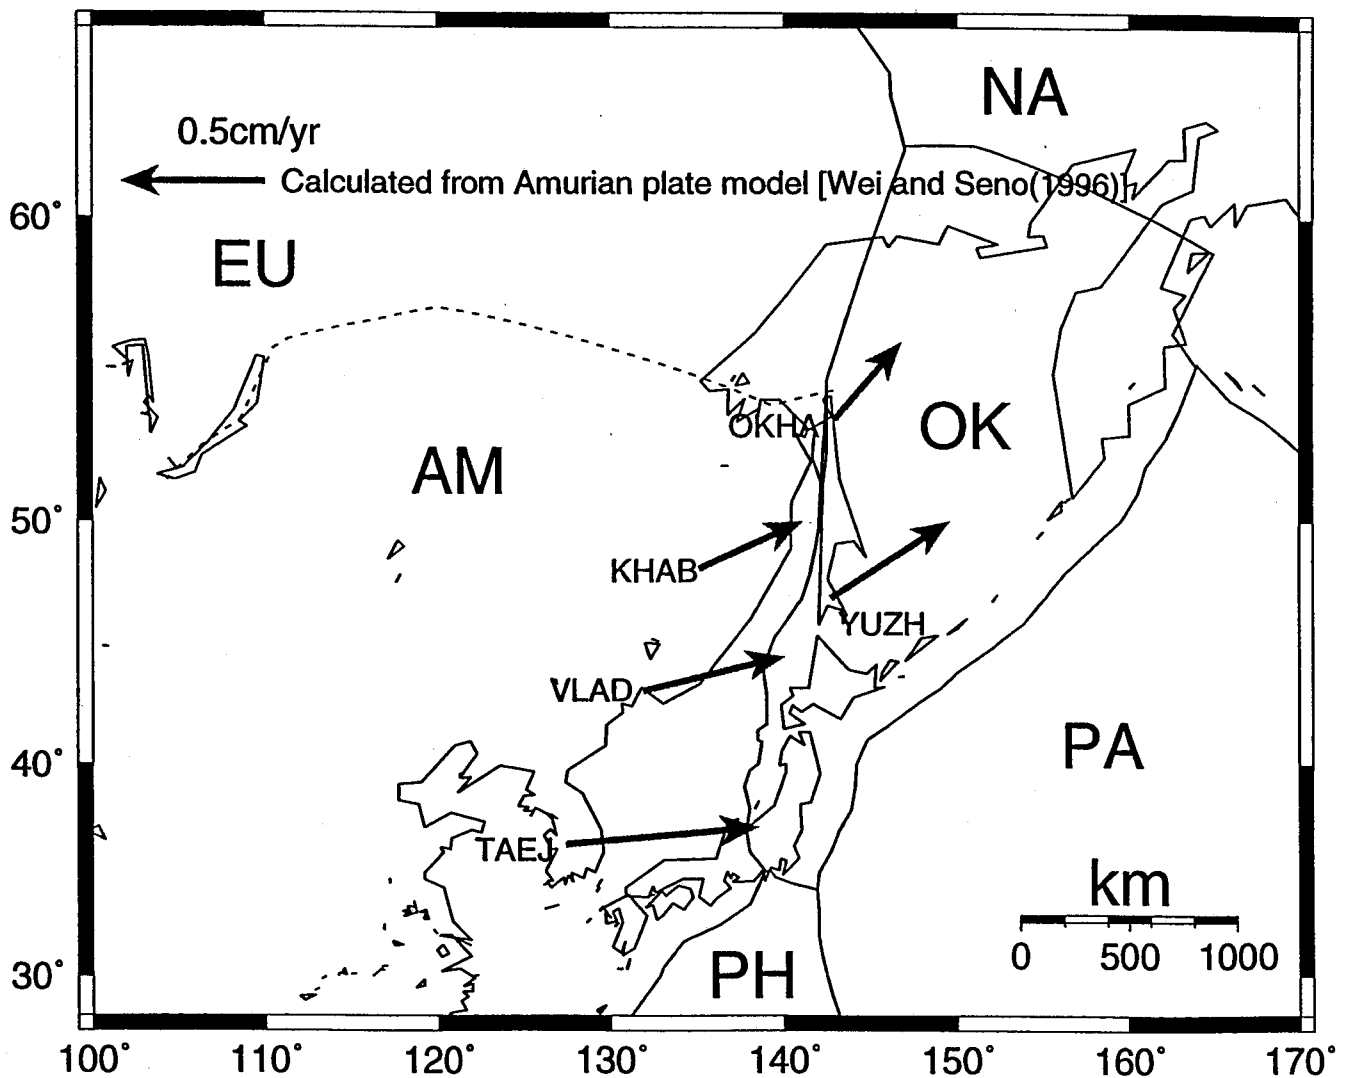 NA
0.5cm/yr
Calculated from Amurian plate model [Wei and Seno(1996)]
60°
EU
OKHA
OK
AM
50°
KHAB
YUZH
VLAD
40°
PA
TAEJ
km
0 500 1000
30°
PH
100° 110° 120° 130° 140° 150° 160° 170°